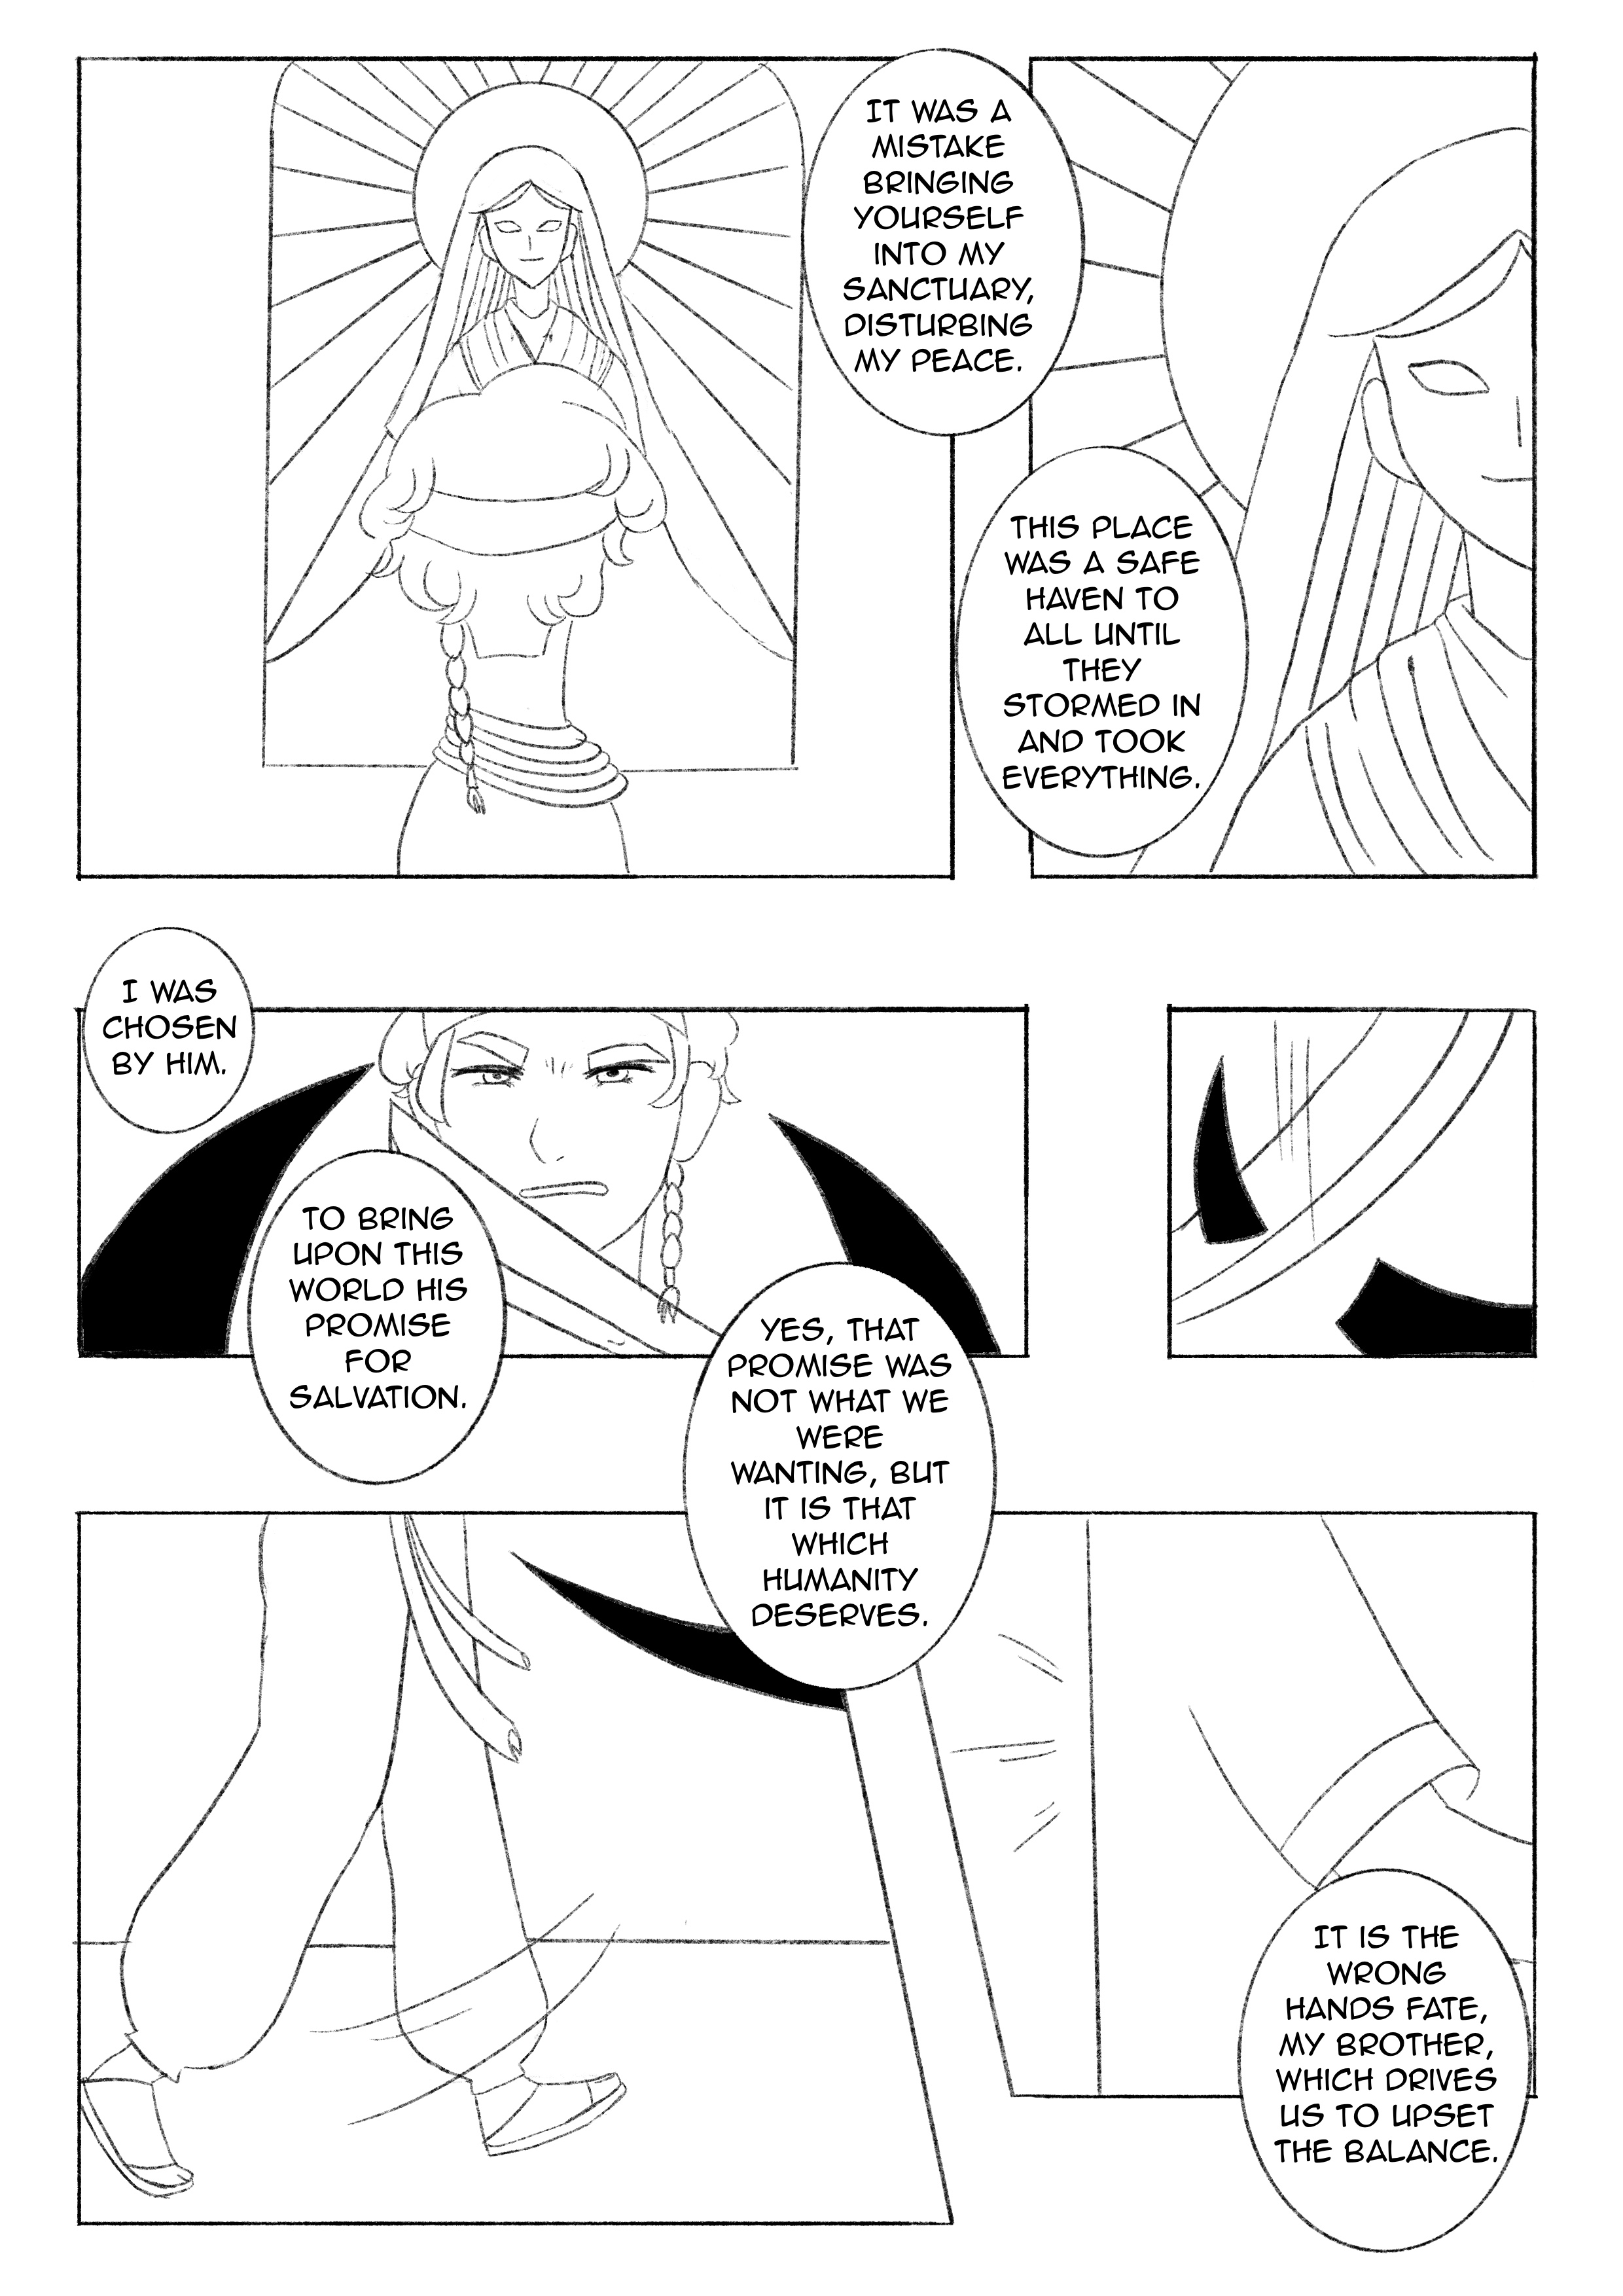 IT WAS A
MISTAKE
BRINGING
YOURSELF
INTO MY
SANCTUARY,
DISTURBING
MY PEACE.
THIS PLACE
WAS A SAFE
HAVEN TO
ALL UNTIL
THEY
STORMED IN
AND TOOK
EVERYTHING.
I WAS
CHOSEN
BY HIM.
TO BRING
UPON THIS
WORLD HIS
PROMISE
FOR
SALVATION.
YES, THAT
PROMISE WAS
NOT WHAT WE
WERE
WANTING, BUT
IT IS THAT
WHICH
HUMANITY
DESERVES.
IT IS THE
WRONG
HANDS FATE,
MY BROTHER,
WHICH DRIVES
US TO UPSET
THE BALANCE.